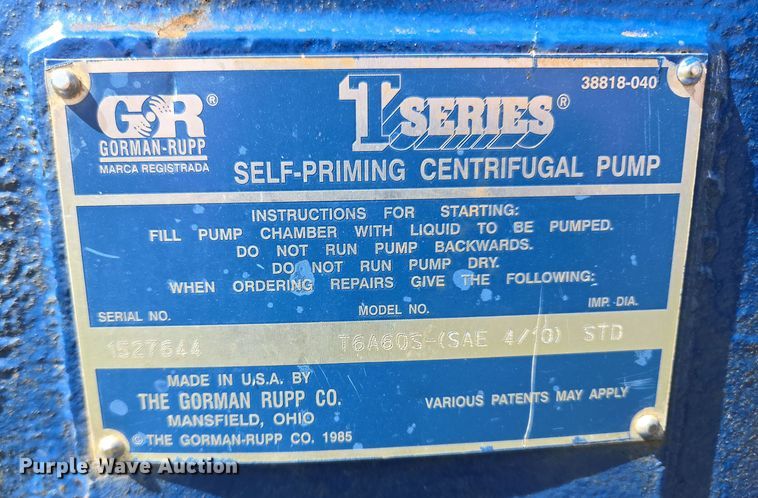 38818-040
GR®
GORMAN-RUPP
MARCA REGISTRADA
T SERIES®
SELF-PRIMING CENTRIFUGAL PUMP
INSTRUCTIONS FOR STARTING:
FILL PUMP CHAMBER WITH LIQUID TO BE PUMPED.
DO NOT RUN PUMP BACKWARDS.
DO NOT RUN PUMP DRY.
WHEN ORDERING REPAIRS GIVE THE FOLLOWING:
SERIAL NO. MODEL NO. IMP. DIA.
1527644 T6A60S-(SAE 4/10) STD
MADE IN U.S.A. BY
THE GORMAN RUPP CO.
MANSFIELD, OHIO
VARIOUS PATENTS MAY APPLY
©THE GORMAN-RUPP CO. 1985
Purple Wave Auction